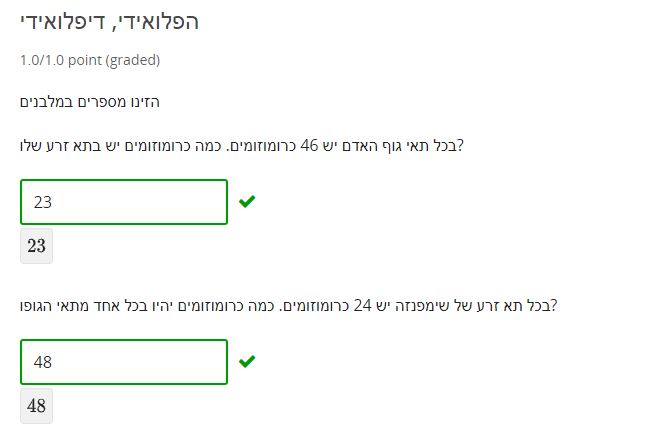 הפלואידי, דיפלואידי
1.0/1.0 point (graded)
הזינו מספרים במלבנים
בכל תאי גוף האדם יש 46 כרומוזומים. כמה כרומוזומים יש בתא זרע שלו?
23
23
בכל תא זרע של שימפנזה יש 24 כרומוזומים. כמה כרומוזומים יהיו בכל אחד מתאי הגופו?
48
48